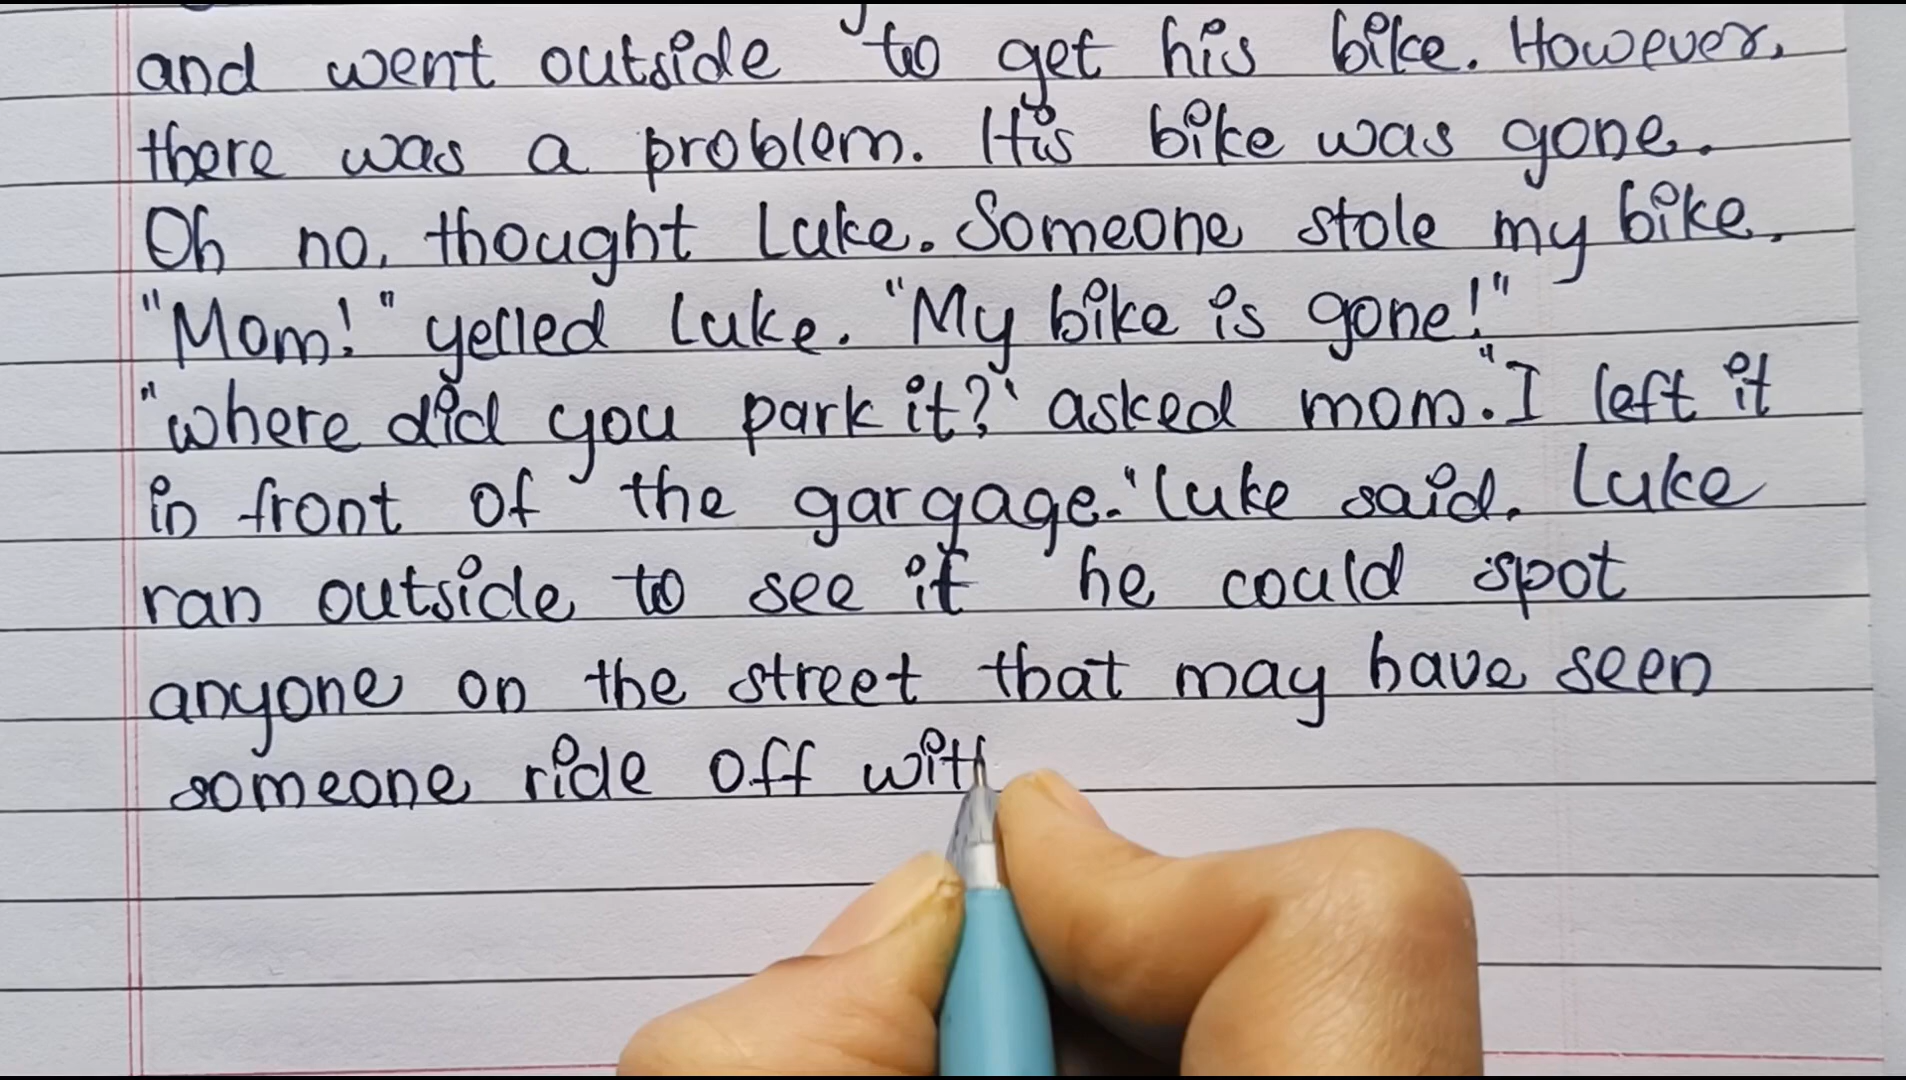 and went outside to get his bike. However,
there was a problem. His bike was gone.
Oh no, thought Luke. Someone stole my bike.
"Mom!" yelled Luke. "My bike is gone!"
"where did you park it?" asked mom. "I left it
in front of the gargage." Luke said. Luke
ran outside to see if he could spot
anyone on the street that may have seen
someone ride off with